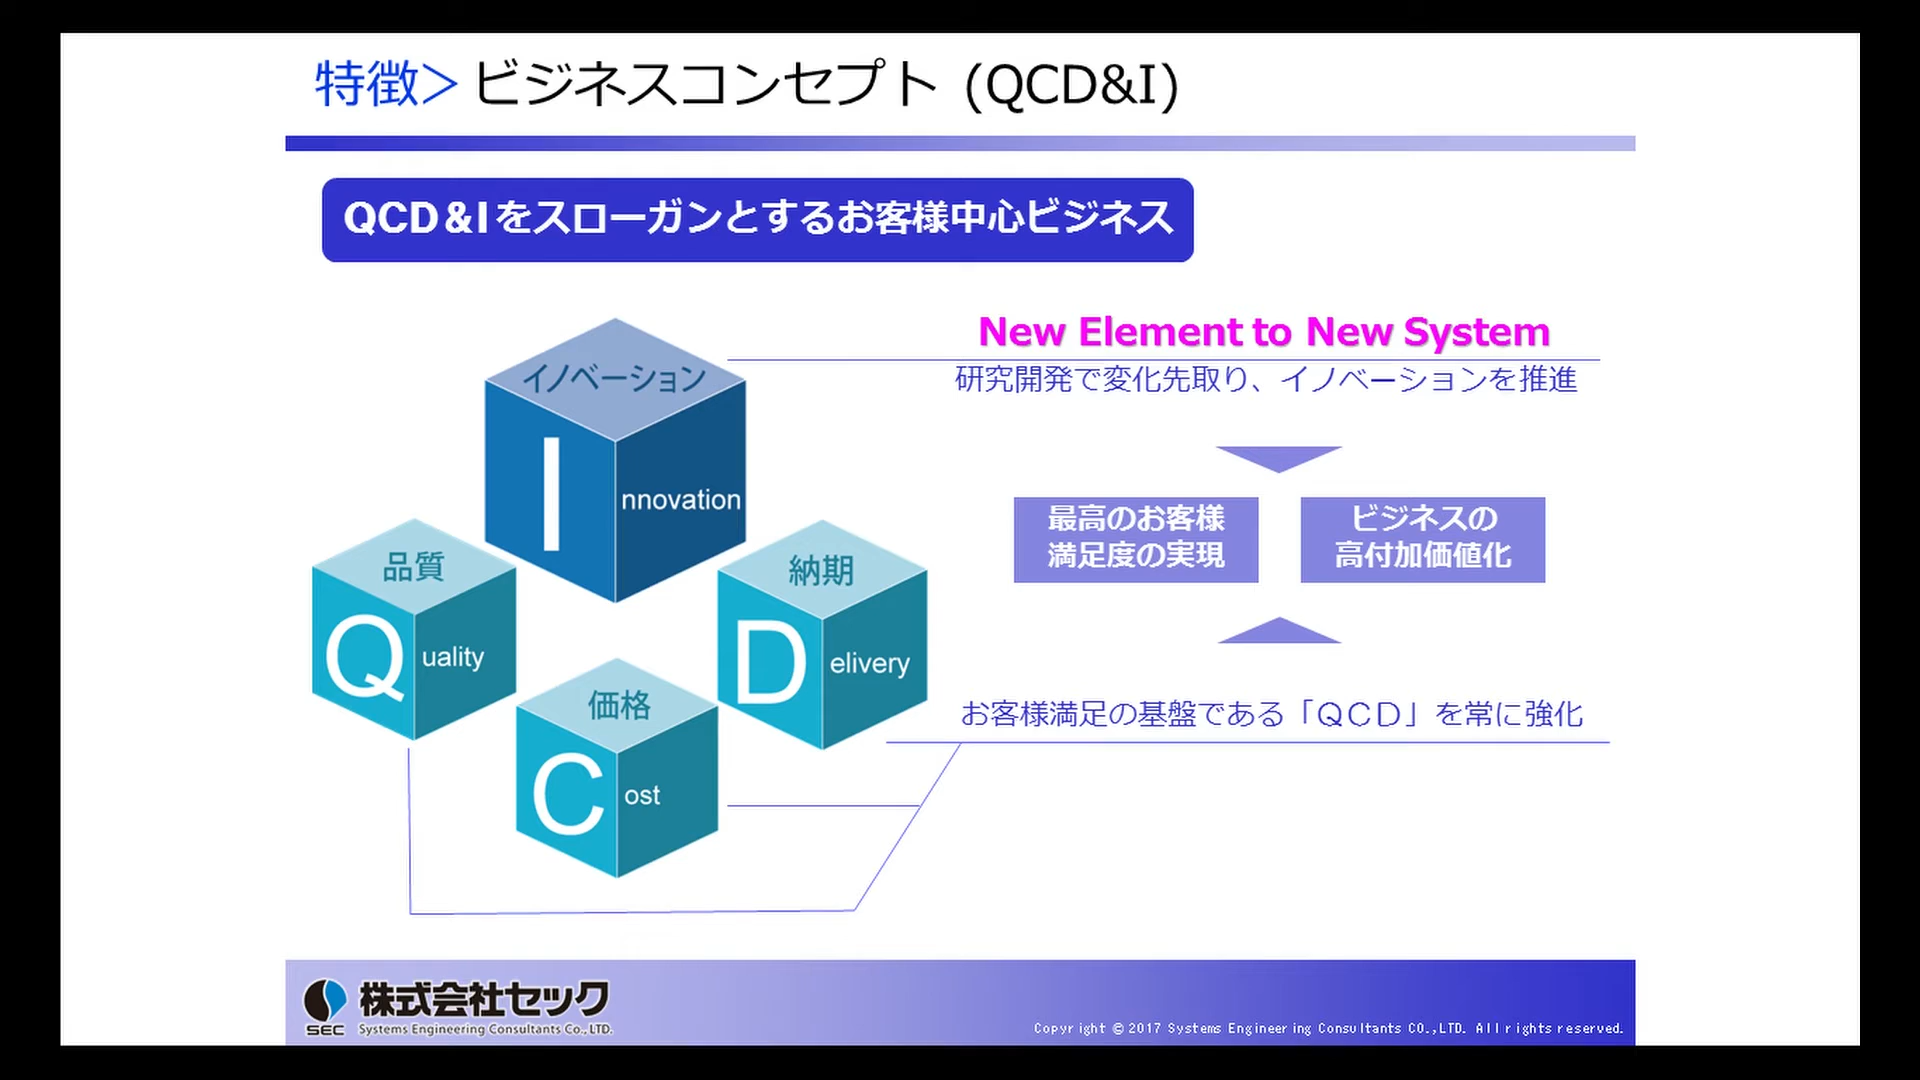 特徴＞ビジネスコンセプト (QCD&I)
QCD&Iをスローガンとするお客様中心ビジネス
New Element to New System
研究開発で変化先取り、イノベーションを推進
イノベーション
I nnovation
最高のお客様
満足度の実現
ビジネスの
高付加価値化
品質
Q uality
納期
D elivery
価格
C ost
お客様満足の基盤である「ＱＣＤ」を常に強化
株式会社セック
SEC Systems Engineering Consultants Co.,LTD.
Copyright © 2017 Systems Engineering Consultants CO.,LTD. All rights reserved.